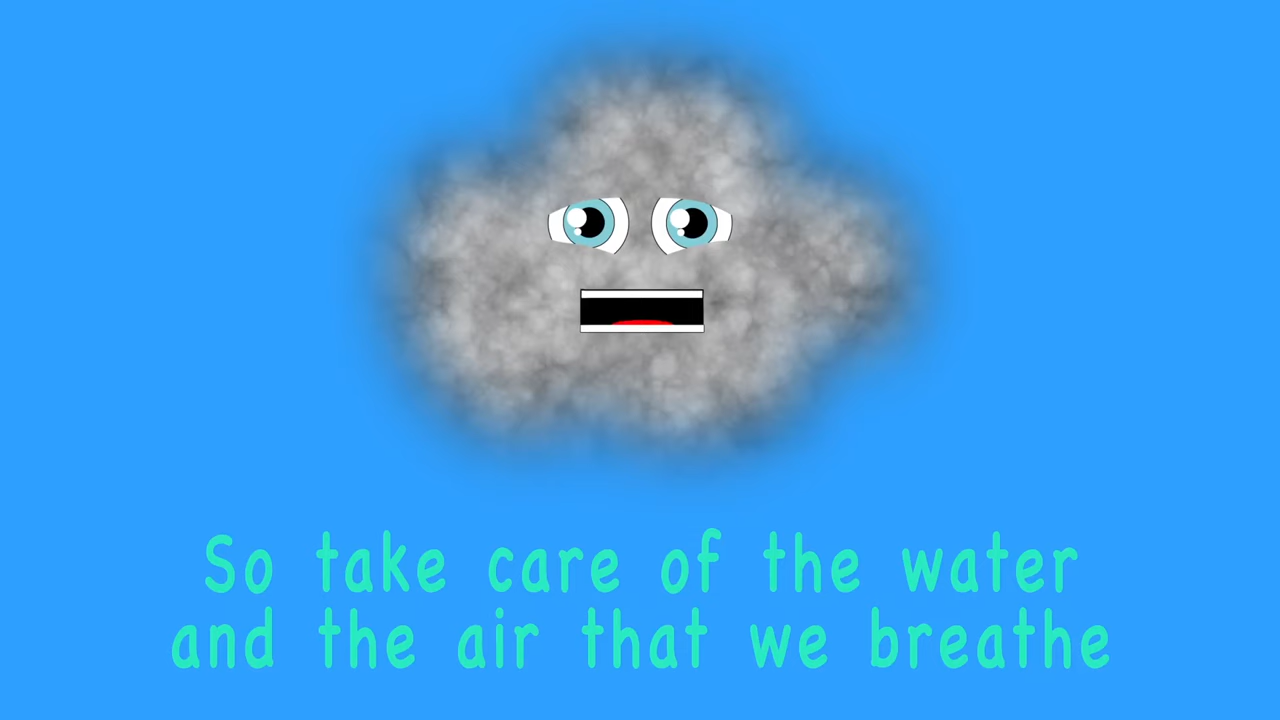 So take care of the water
and the air that we breathe